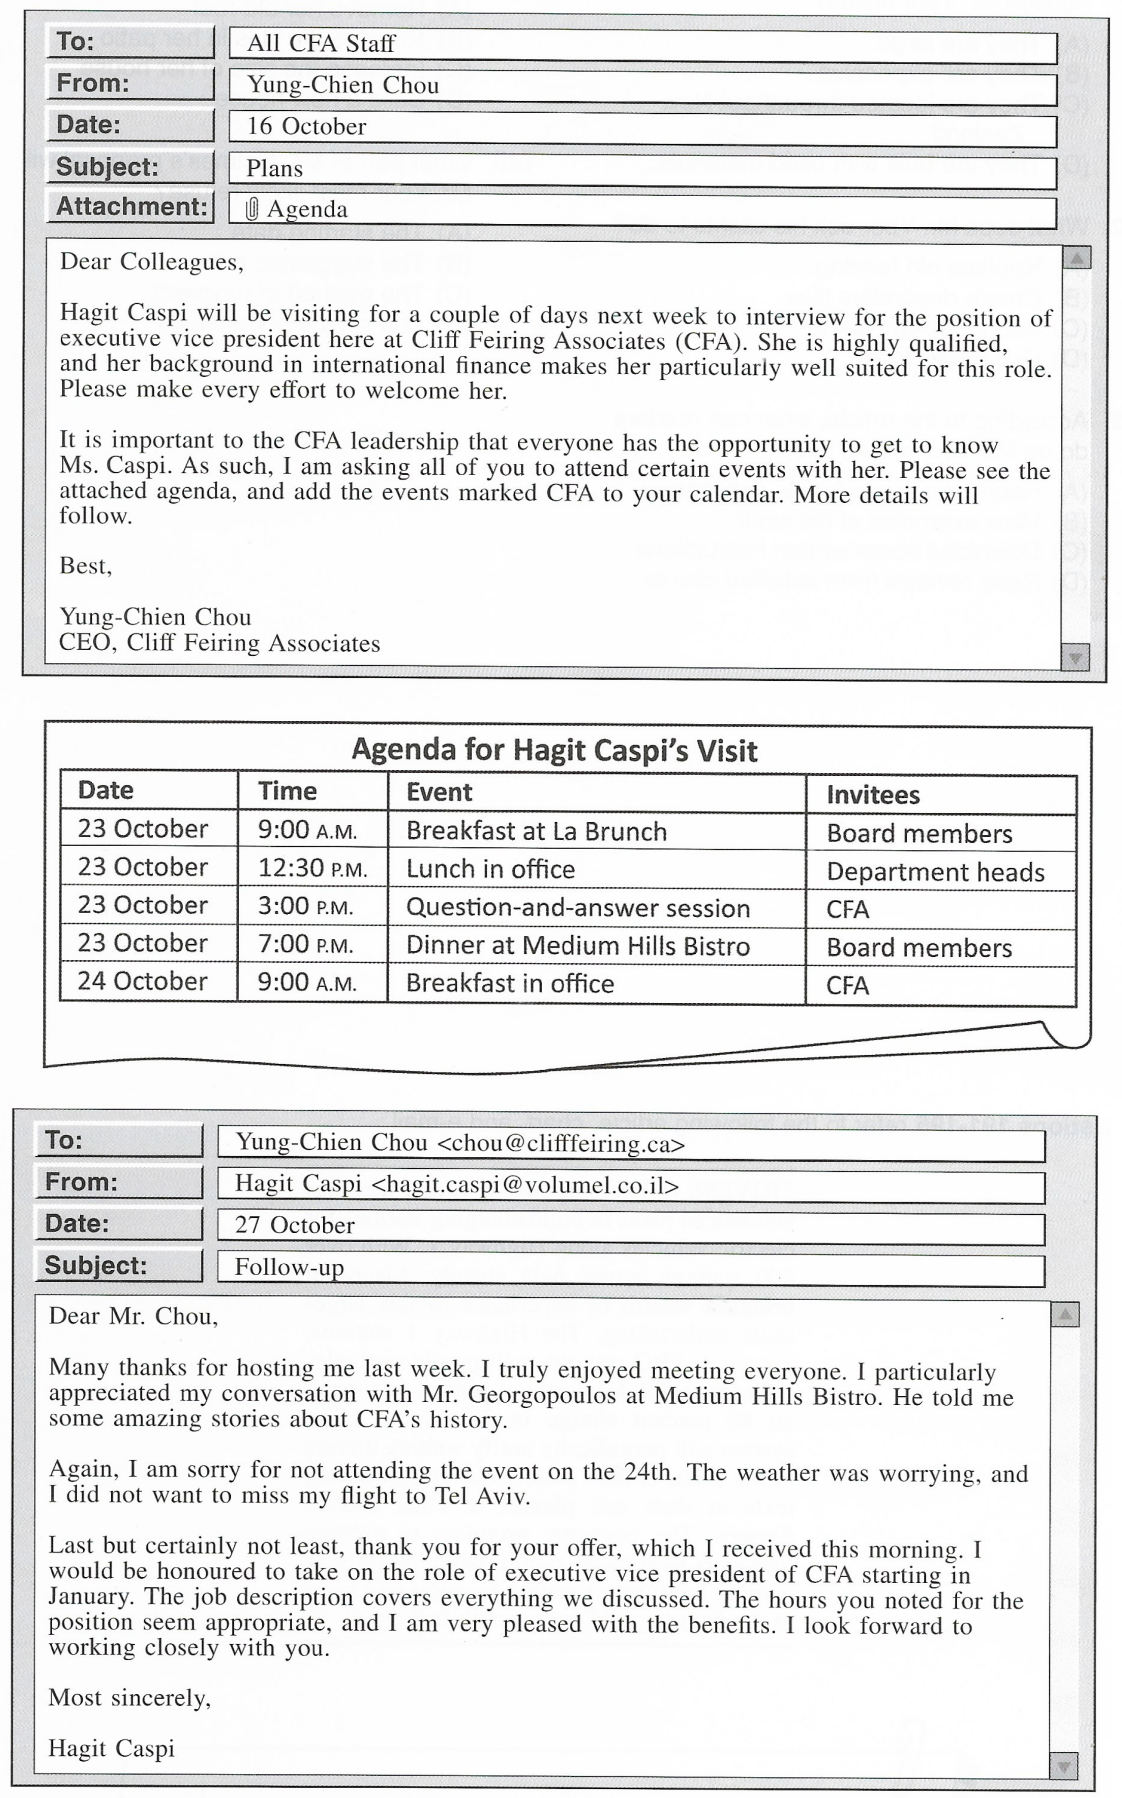 To: All CFA Staff
From: Yung-Chien Chou
Date: 16 October
Subject: Plans
Attachment: Agenda
Dear Colleagues,
Hagit Caspi will be visiting for a couple of days next week to interview for the position of
executive vice president here at Cliff Feiring Associates (CFA). She is highly qualified,
and her background in international finance makes her particularly well suited for this role.
Please make every effort to welcome her.
It is important to the CFA leadership that everyone has the opportunity to get to know
Ms. Caspi. As such, I am asking all of you to attend certain events with her. Please see the
attached agenda, and add the events marked CFA to your calendar. More details will
follow.
Best,
Yung-Chien Chou
CEO, Cliff Feiring Associates
Agenda for Hagit Caspi's Visit
Date Time Event Invitees
23 October 9:00 A.M. Breakfast at La Brunch Board members
23 October 12:30 P.M. Lunch in office Department heads
23 October 3:00 P.M. Question-and-answer session CFA
23 October 7:00 P.M. Dinner at Medium Hills Bistro Board members
24 October 9:00 A.M. Breakfast in office CFA
To: Yung-Chien Chou <chou@clifffeiring.ca>
From: Hagit Caspi <hagit.caspi@volumel.co.il>
Date: 27 October
Subject: Follow-up
Dear Mr. Chou,
Many thanks for hosting me last week. I truly enjoyed meeting everyone. I particularly
appreciated my conversation with Mr. Georgopoulos at Medium Hills Bistro. He told me
some amazing stories about CFA's history.
Again, I am sorry for not attending the event on the 24th. The weather was worrying, and
I did not want to miss my flight to Tel Aviv.
Last but certainly not least, thank you for your offer, which I received this morning. I
would be honoured to take on the role of executive vice president of CFA starting in
January. The job description covers everything we discussed. The hours you noted for the
position seem appropriate, and I am very pleased with the benefits. I look forward to
working closely with you.
Most sincerely,
Hagit Caspi